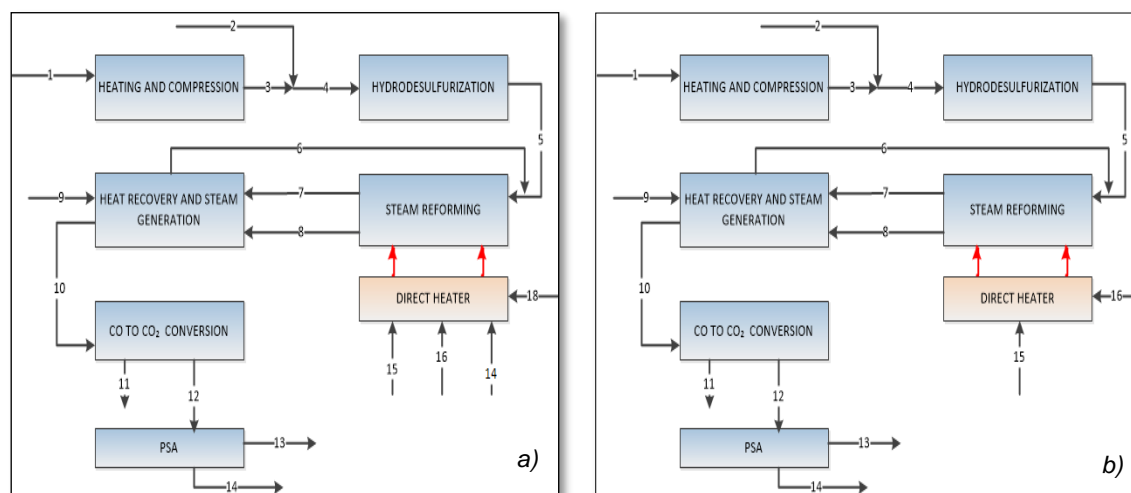 2
1
HEATING AND COMPRESSION
3
4
HYDRODESULFURIZATION
5
6
9
HEAT RECOVERY AND STEAM
GENERATION
7
8
STEAM REFORMING
10
DIRECT HEATER
18
CO TO CO₂ CONVERSION
15
16
14
11
12
PSA
13
14
a)
2
1
HEATING AND COMPRESSION
3
4
HYDRODESULFURIZATION
5
6
9
HEAT RECOVERY AND STEAM
GENERATION
7
8
STEAM REFORMING
10
DIRECT HEATER
16
CO TO CO₂ CONVERSION
15
11
12
PSA
13
14
b)